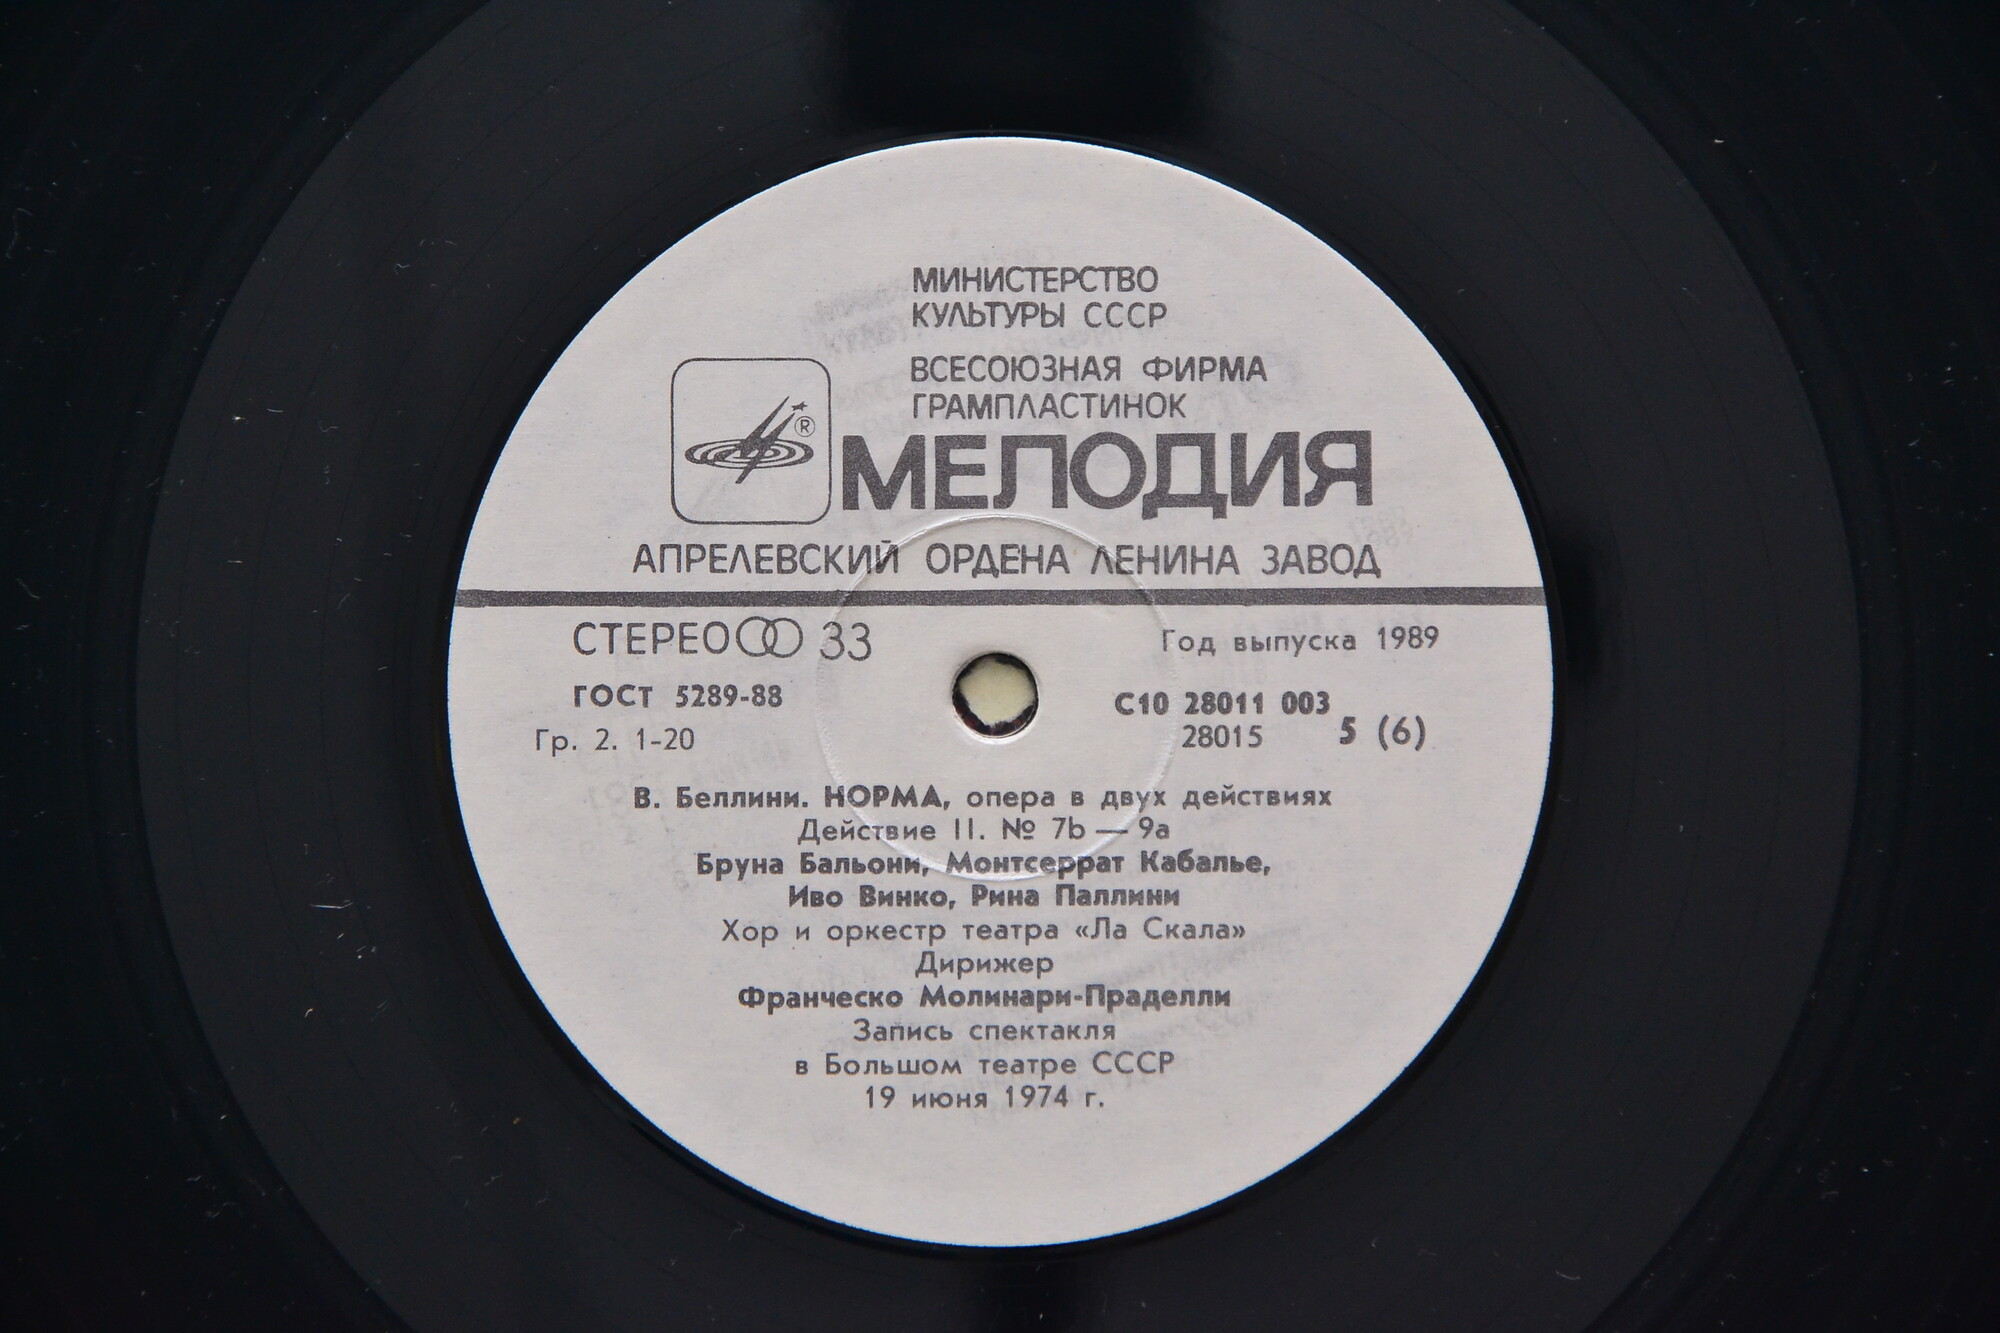 МИНИСТЕРСТВО
КУЛЬТУРЫ СССР
ВСЕСОЮЗНАЯ ФИРМА
ГРАМПЛАСТИНОК
®
МЕЛОДИЯ
АПРЕЛЕВСКИЙ ОРДЕНА ЛЕНИНА ЗАВОД
СТЕРЕО 33
Год выпуска 1989
ГОСТ 5289-88
С10 28011 003
Гр. 2. 1-20
28015 5 (6)
В. Беллини. НОРМА, опера в двух действиях
Действие II. № 7b — 9a
Бруна Бальони, Монтсеррат Кабалье,
Иво Винко, Рина Паллини
Хор и оркестр театра «Ла Скала»
Дирижер
Франческо Молинари-Праделли
Запись спектакля
в Большом театре СССР
19 июня 1974 г.